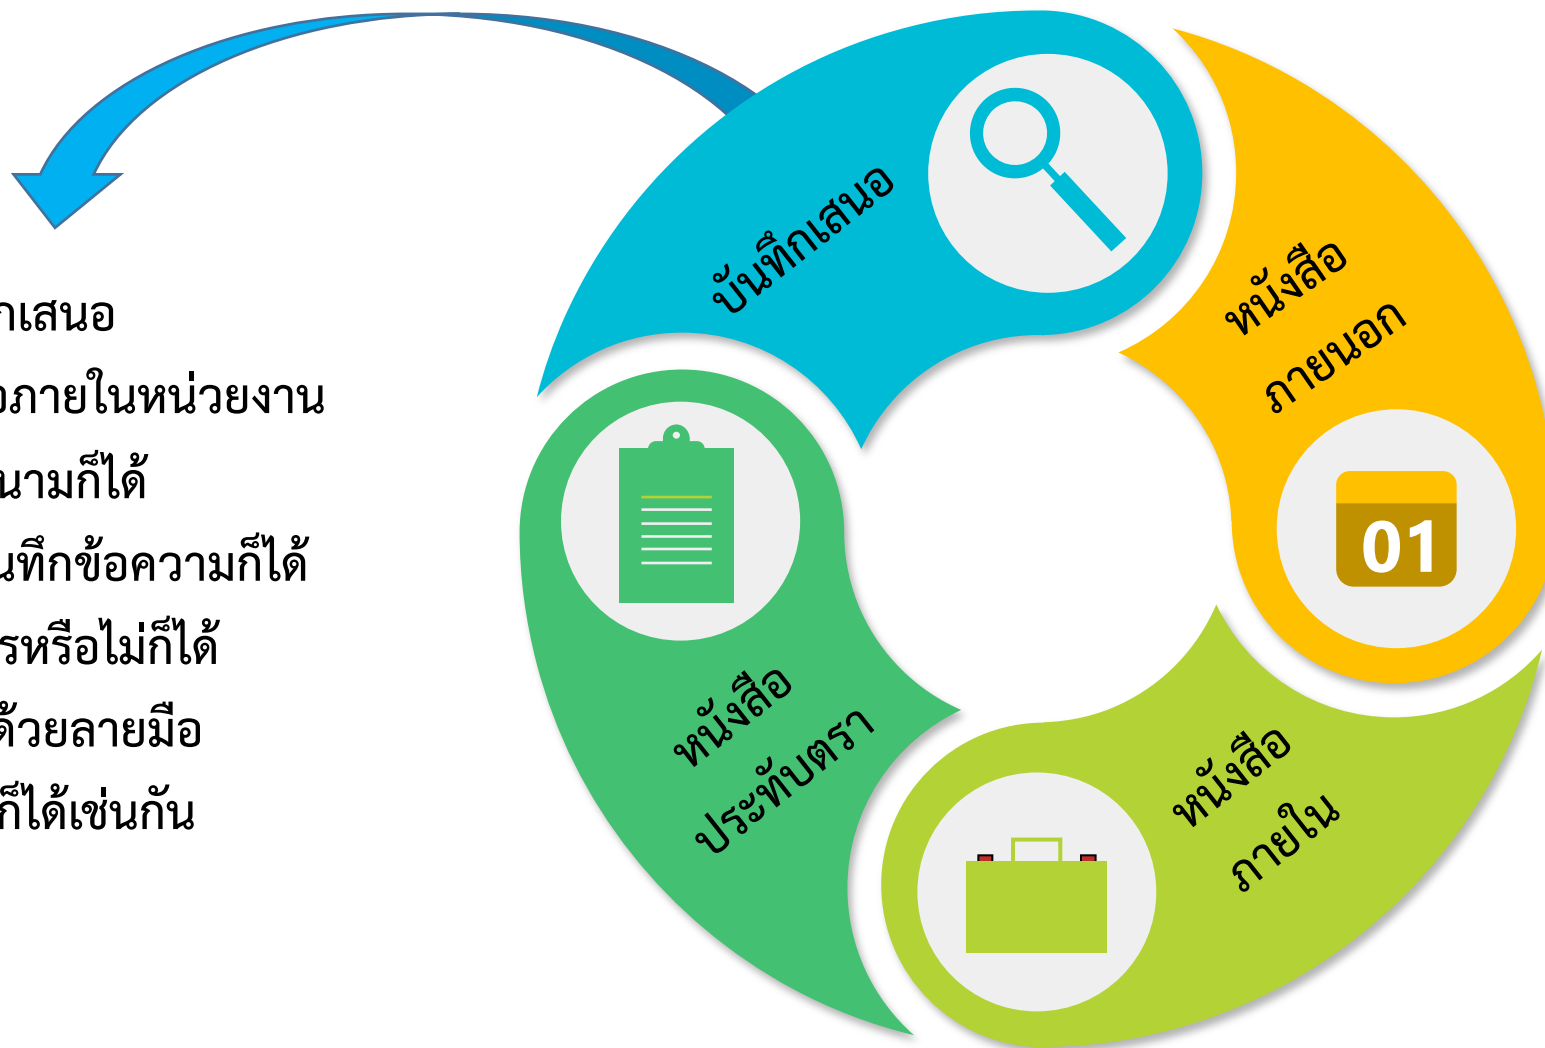 กเสนอ
อภายในหน่วยงาน
นามก็ได้
นทึกข้อความก็ได้
รหรือไม่ก็ได้
ด้วยลายมือ
ก็ได้เช่นกัน
บันทึกเสนอ
หนังสือ
ภายนอก
01
หนังสือ
ภายใน
หนังสือ
ประทับตรา